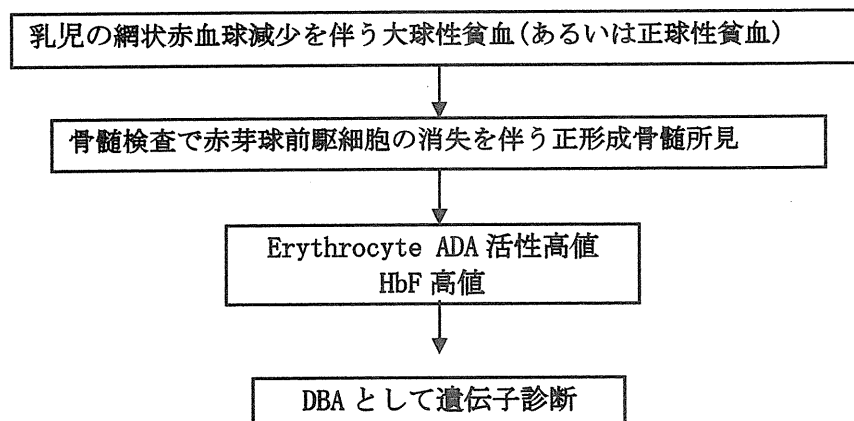 乳児の網状赤血球減少を伴う大球性貧血(あるいは正球性貧血)
骨髄検査で赤芽球前駆細胞の消失を伴う正形成骨髄所見
Erythrocyte ADA 活性高値
HbF 高値
DBA として遺伝子診断